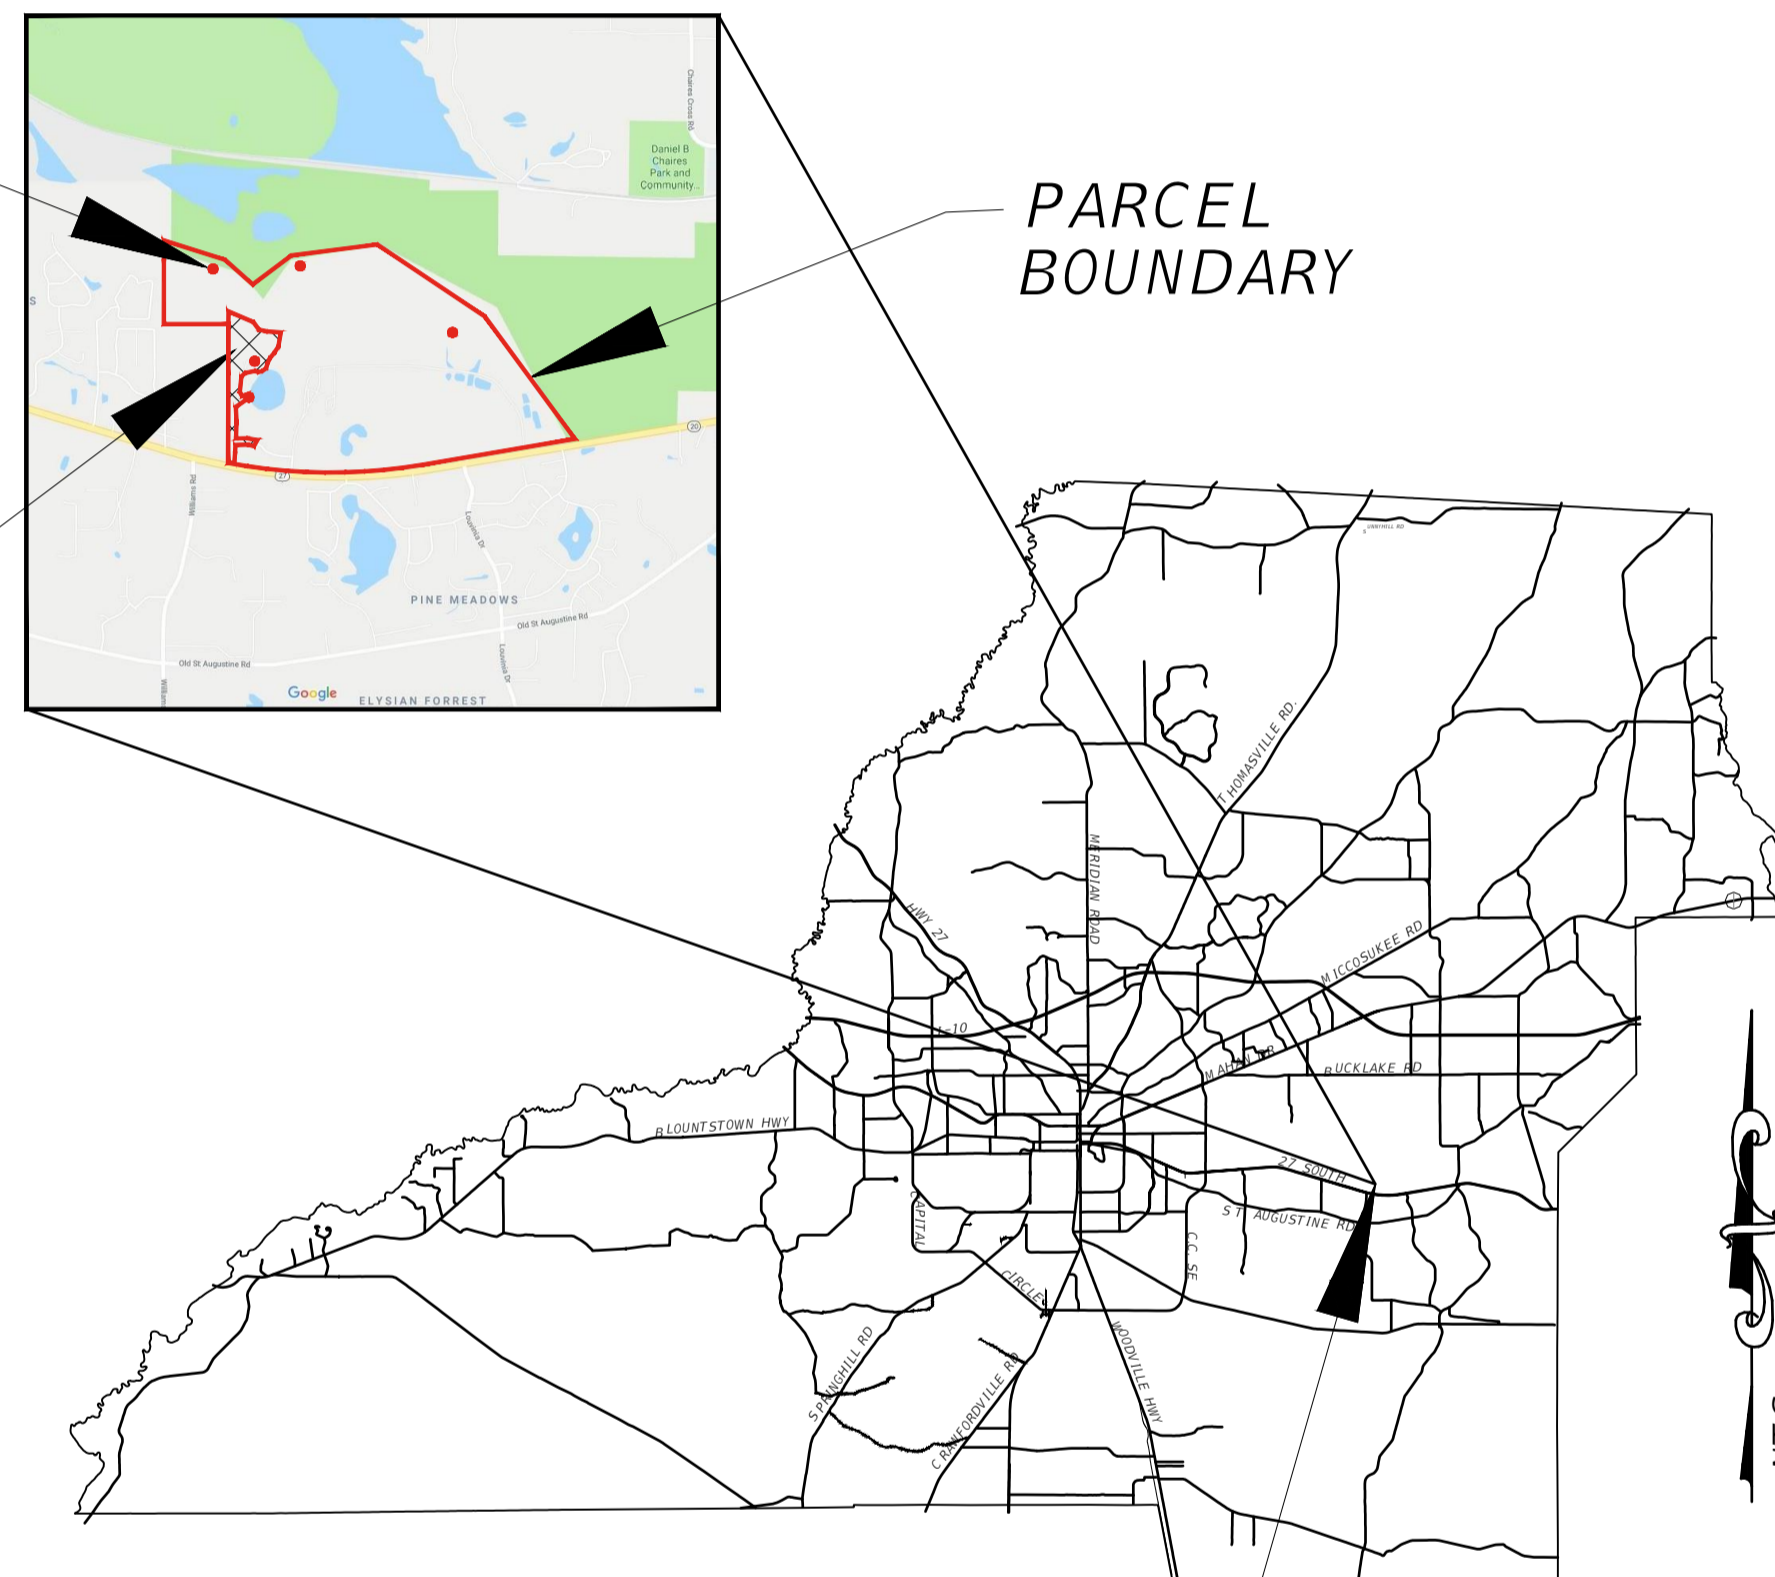 Chaires Cross Rd
Daniel B
Chaires
Park and
Community...
PARCEL
BOUNDARY
S
20
27
Williams Rd
Louvinia Dr
PINE MEADOWS
Old St Augustine Rd
Old St Augustine Rd
Louvinia Dr
William
Google
ELYSIAN FORREST
SUNNYHILL RD
THOMASVILLE RD.
MERIDIAN ROAD
HWY 27
MICCOSUKEE RD
I-10
MAHAN DR
BUCKLAKE RD
BLOUNTSTOWN HWY
27 SOUTH
CAPITAL
ST AUGUSTINE RD
C.C. SE
CIRCLE
WOODVILLE HWY
SPRINGHILL RD
CRAWFORDVILLE RD